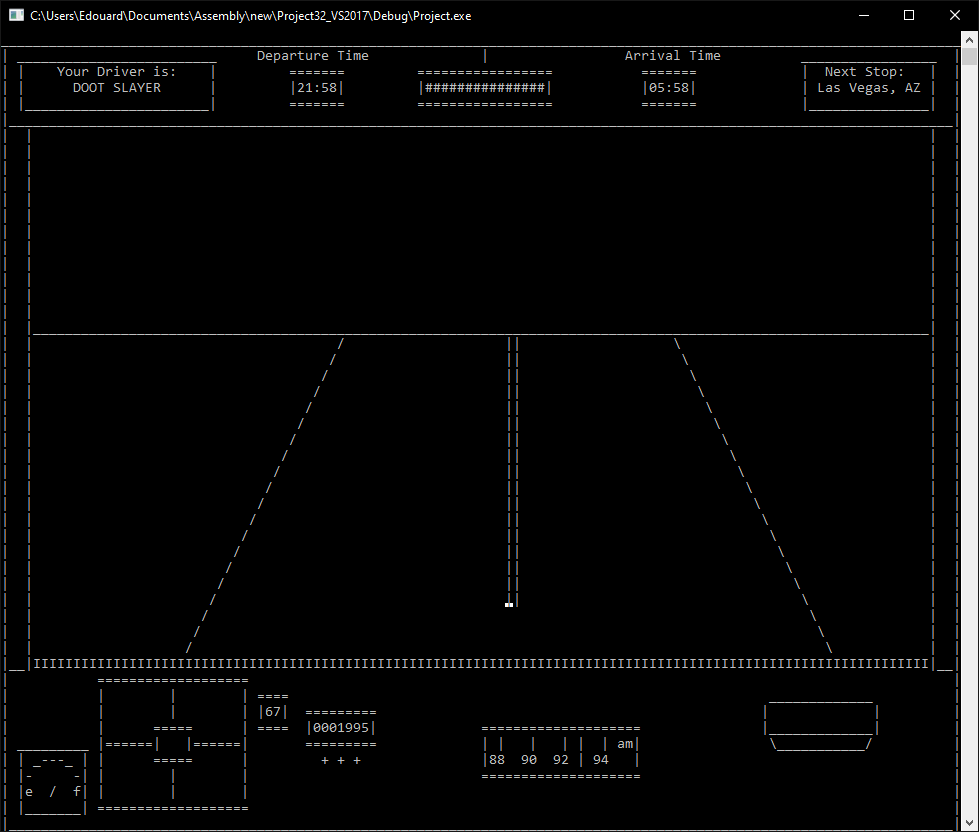 C:\Users\Edouard\Documents\Assembly\new\Project32_VS2017\Debug\Project.exe
Departure Time | Arrival Time
Your Driver is: Next Stop:
DOOT SLAYER |21:58| |###############| |05:58| Las Vegas, AZ
IIIIIIIIIIIIIIIIIIIIIIIIIIIIIIIIIIIIIIIIIIIIIIIIIIIIIIIIIIIIIIIIIIIIIIIIIIIIIIIIIIIIIIIIIIIIIIIIIIIIIIIIIIIIIIII
|67|
|0001995|
am
+ + +
88 90 92 | 94
e / f